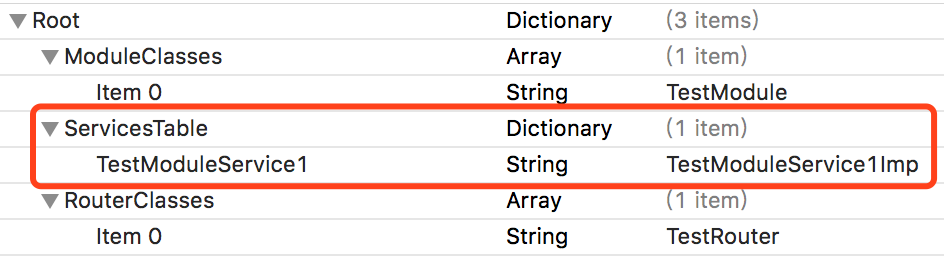 Root Dictionary (3 items)
ModuleClasses Array (1 item)
Item 0 String TestModule
ServicesTable Dictionary (1 item)
TestModuleService1 String TestModuleService1Imp
RouterClasses Array (1 item)
Item 0 String TestRouter